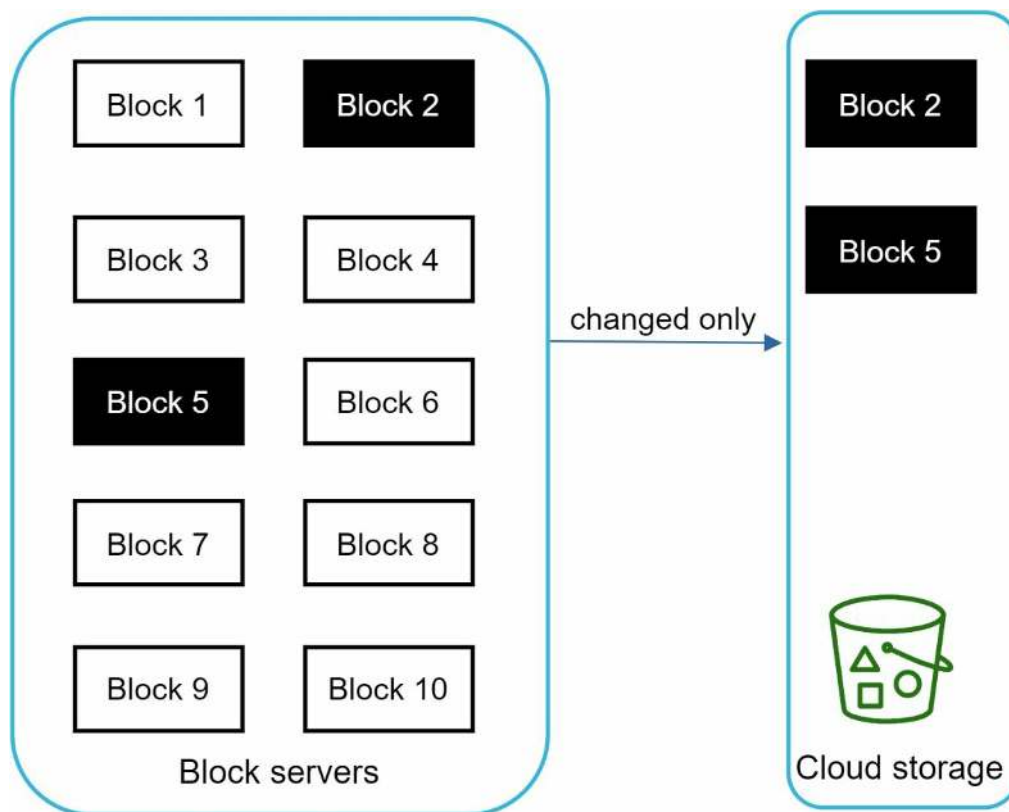 Block 1
Block 2
Block 3
Block 4
Block 5
Block 6
Block 7
Block 8
Block 9
Block 10
Block servers
changed only
Block 2
Block 5
Cloud storage